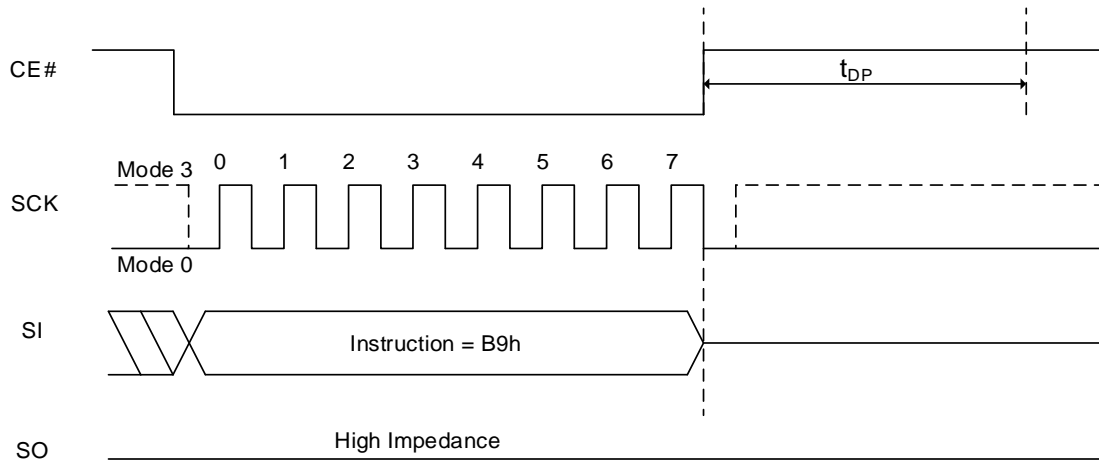 CE#
tDP
Mode 3
0 1 2 3 4 5 6 7
SCK
Mode 0
SI
Instruction = B9h
High Impedance
SO